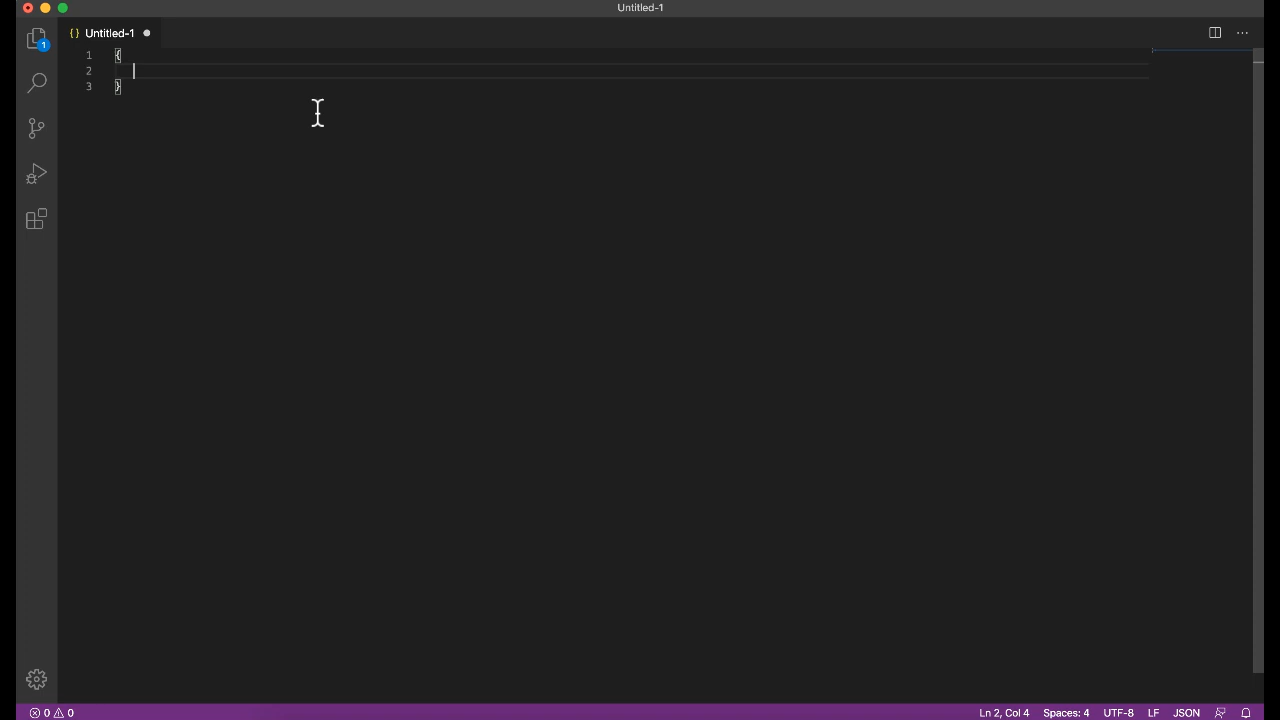 Untitled-1
{} Untitled-1
1 {
2
3 }
1
0 0
Ln 2, Col 4 Spaces: 4 UTF-8 LF JSON